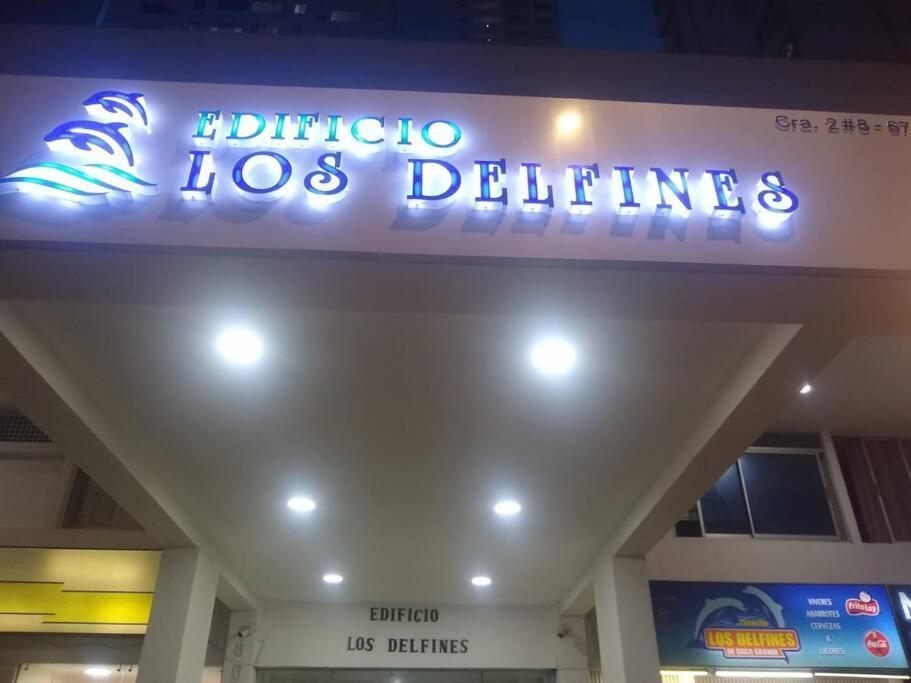 EDIFICIO
LOS DELFINES
Cra. 2#8-67
EDIFICIO
LOS DELFINES
Tienda
LOS DELFINES
DE BOCA GRANDE
VIVERES
ABARROTES
CERVEZAS
&
LICORES
FritoLay
Coca-Cola